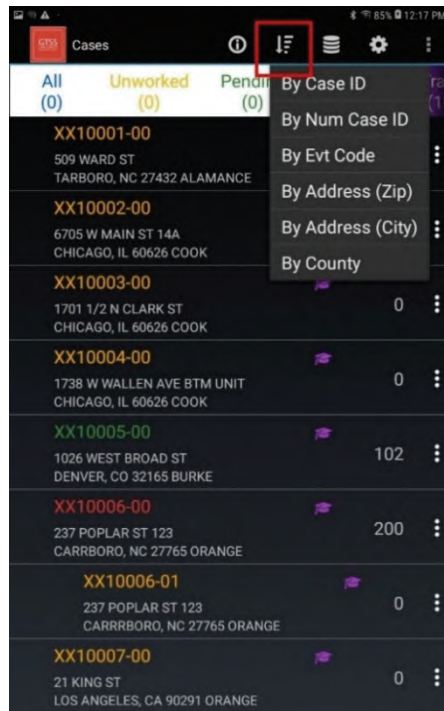 85% 12:17 PM
GTSS Cases
All Unworked Pendin
(0) (0) (0)
By Case ID
By Num Case ID
By Evt Code
By Address (Zip)
By Address (City)
By County
XX10001-00
509 WARD ST
TARBORO, NC 27432 ALAMANCE
XX10002-00
6705 W MAIN ST 14A
CHICAGO, IL 60626 COOK
XX10003-00
1701 1/2 N CLARK ST 0
CHICAGO, IL 60626 COOK
XX10004-00
1738 W WALLEN AVE BTM UNIT 0
CHICAGO, IL 60626 COOK
XX10005-00
1026 WEST BROAD ST 102
DENVER, CO 32165 BURKE
XX10006-00
237 POPLAR ST 123 200
CARRBORO, NC 27765 ORANGE
XX10006-01
237 POPLAR ST 123 0
CARRRBORO, NC 27765 ORANGE
XX10007-00
21 KING ST 0
LOS ANGELES, CA 90291 ORANGE